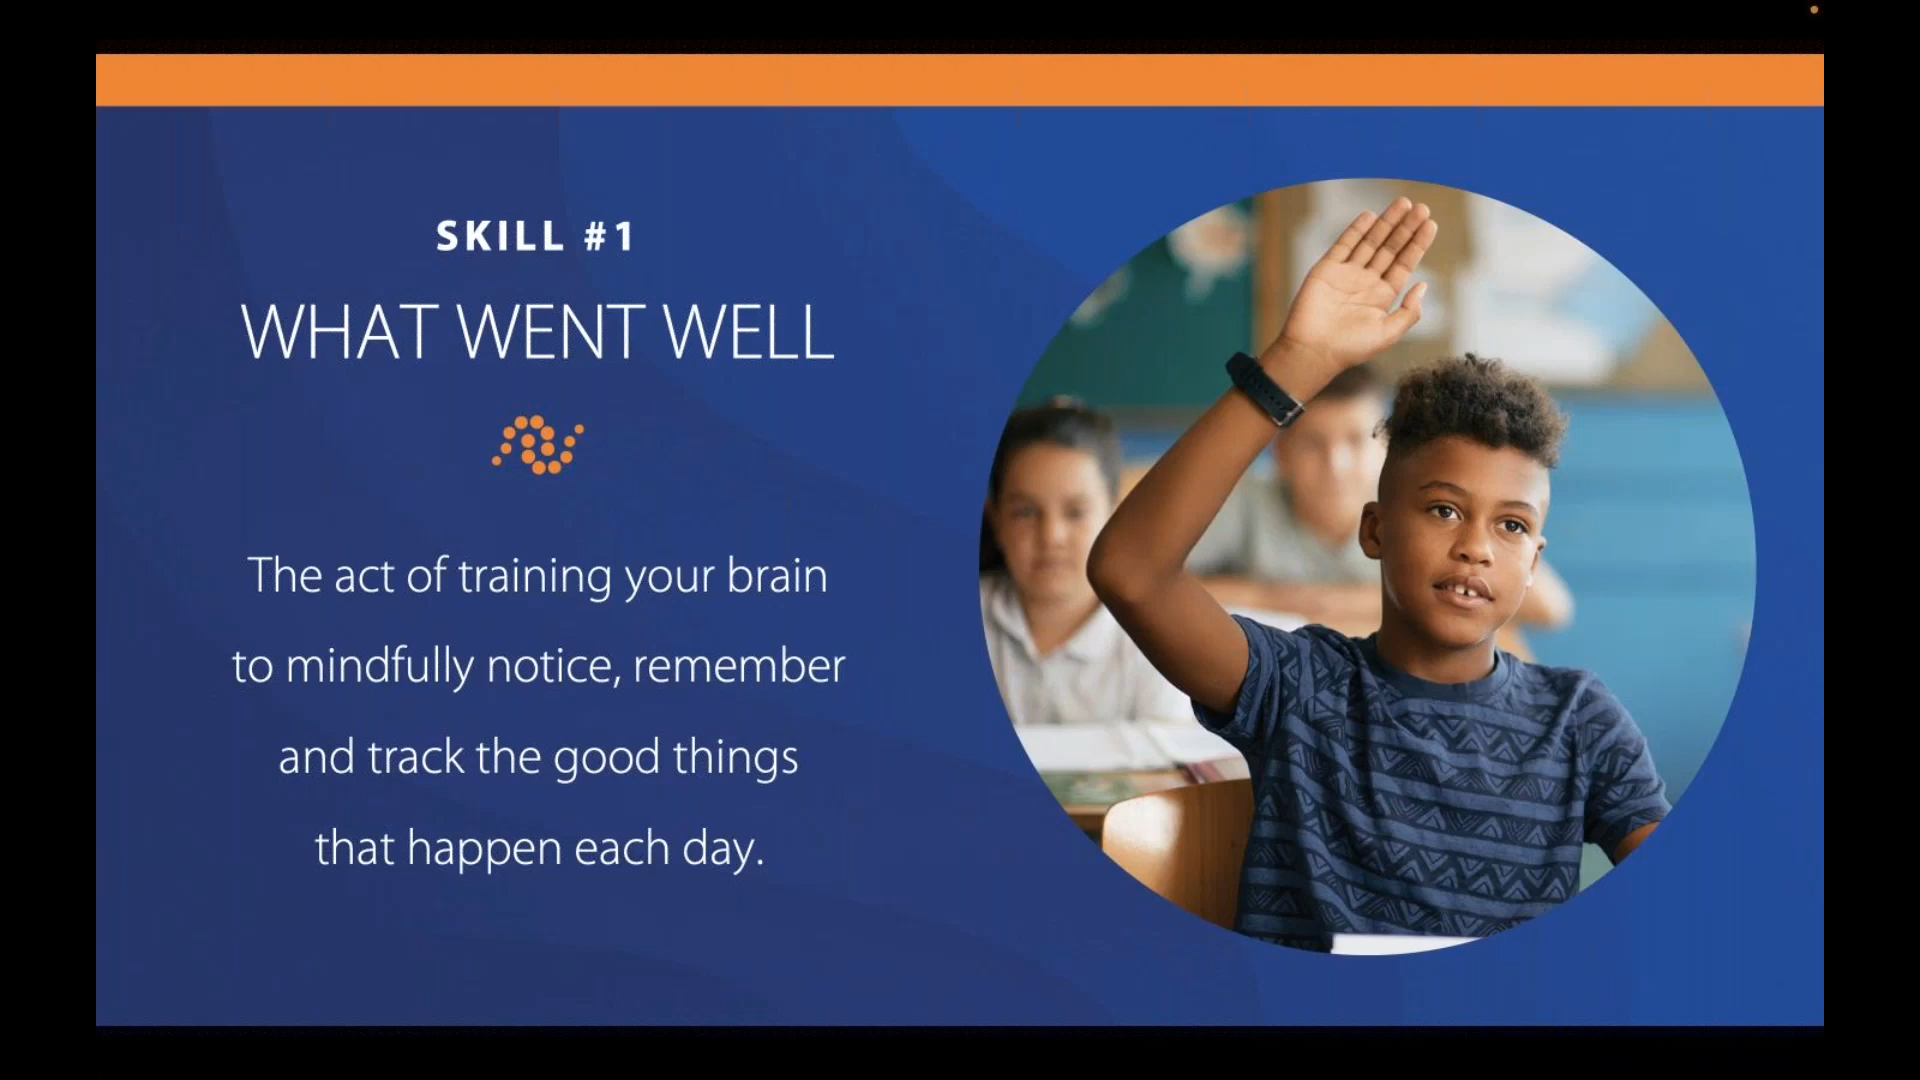 SKILL #1
WHAT WENT WELL
The act of training your brain
to mindfully notice, remember
and track the good things
that happen each day.